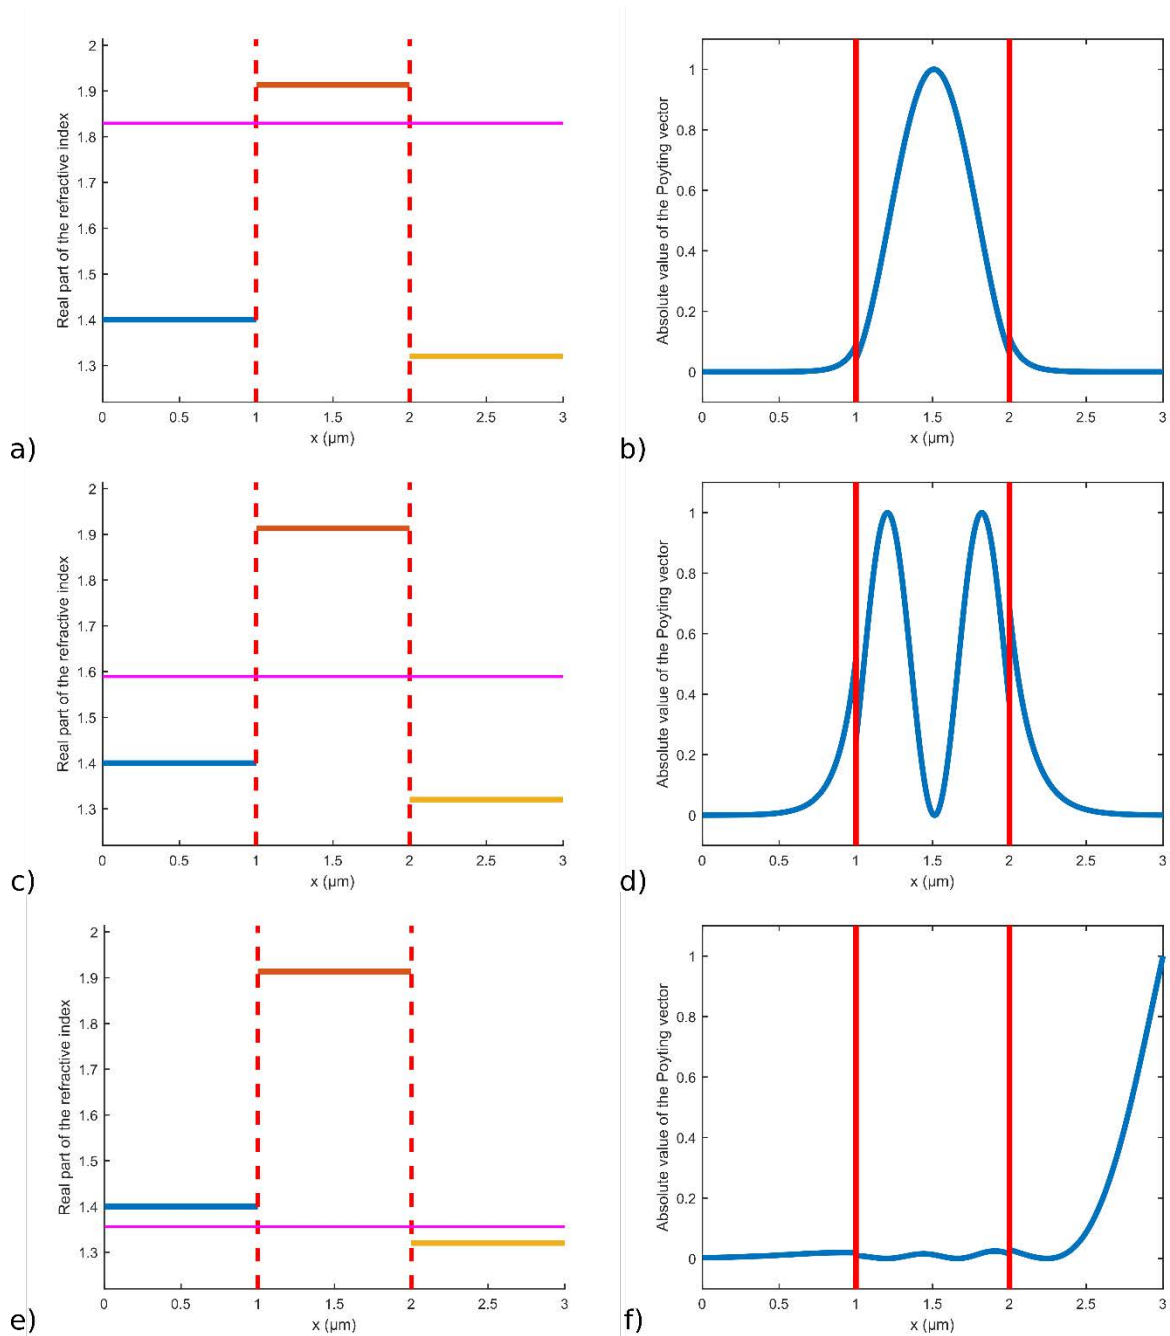 2
1.9
1.8
1.7
1.6
1.5
1.4
1.3
Real part of the refractive index
0 0.5 1 1.5 2 2.5 3
x (μm)
a)
1
0.8
0.6
0.4
0.2
0
Absolute value of the Poyting vector
0 0.5 1 1.5 2 2.5 3
x (μm)
b)
2
1.9
1.8
1.7
1.6
1.5
1.4
1.3
Real part of the refractive index
0 0.5 1 1.5 2 2.5 3
x (μm)
c)
1
0.8
0.6
0.4
0.2
0
Absolute value of the Poyting vector
0 0.5 1 1.5 2 2.5 3
x (μm)
d)
2
1.9
1.8
1.7
1.6
1.5
1.4
1.3
Real part of the refractive index
0 0.5 1 1.5 2 2.5 3
x (μm)
e)
1
0.8
0.6
0.4
0.2
0
Absolute value of the Poyting vector
0 0.5 1 1.5 2 2.5 3
x (μm)
f)